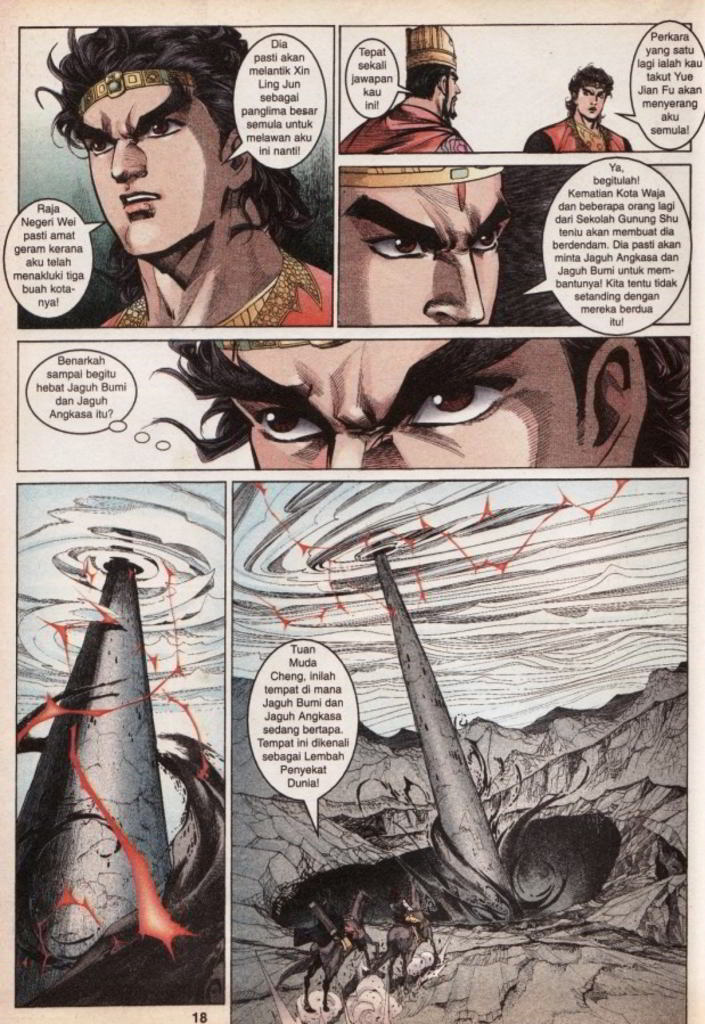 Dia
pasti akan
melantik Xin
Ling Jun
sebagai
panglima besar
semula untuk
melawan aku
ini nanti!
Raja
Negeri Wei
pasti amat
geram kerana
aku telah
menakluki tiga
buah kota-
nya!
Tepat
sekali
jawapan
kau
ini!
Perkara
yang satu
lagi ialah kau
takut Yue
Jian Fu akan
menyerang
aku
semula!
Ya,
begitulah!
Kematian Kota Waja
dan beberapa orang lagi
dari Sekolah Gunung Shu
tentu akan membuat dia
berdendam. Dia pasti akan
minta Jaguh Angkasa dan
Jaguh Bumi untuk mem-
bantunya! Kita tentu tidak
setanding dengan
mereka berdua
itu!
Benarkah
sampai begitu
hebat Jaguh Bumi
dan Jaguh
Angkasa itu?
Tuan
Muda
Cheng, inilah
tempat di mana
Jaguh Bumi dan
Jaguh Angkasa
sedang bertapa.
Tempat ini dikenali
sebagai Lembah
Penyekat
Dunia!
18